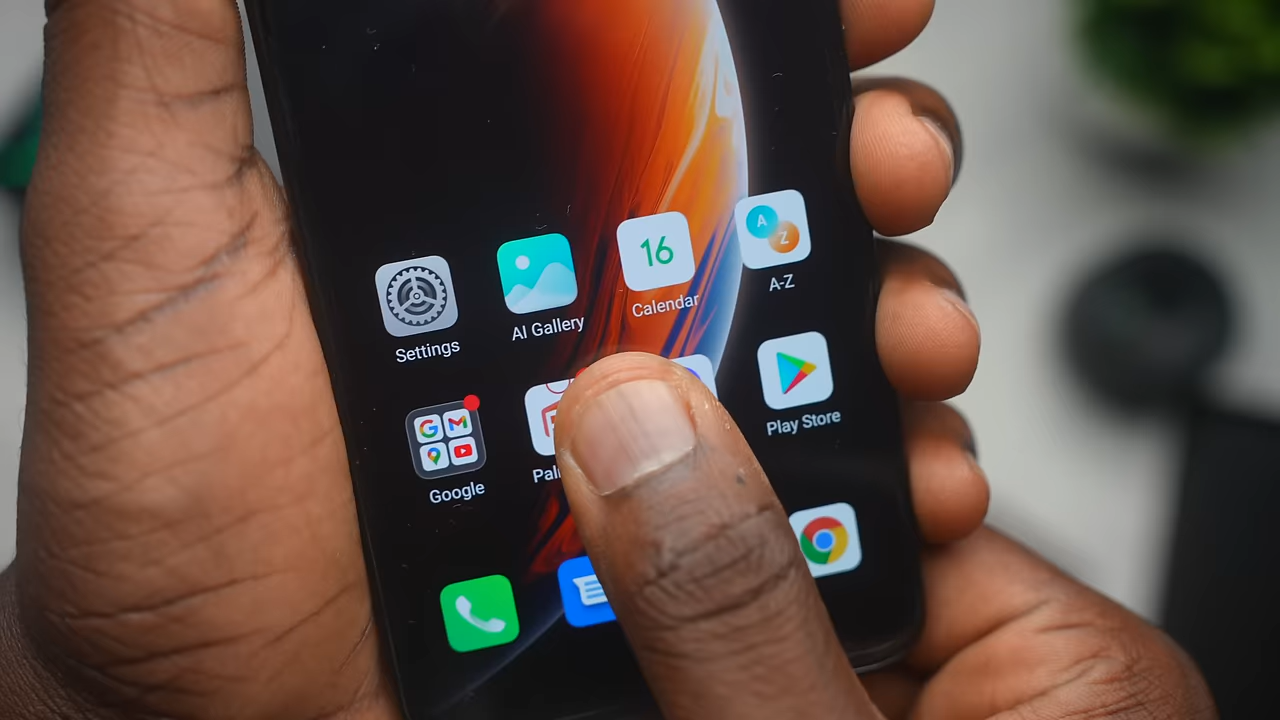 16
A
Z
Settings
AI Gallery
Calendar
A-Z
G
Google
Play Store